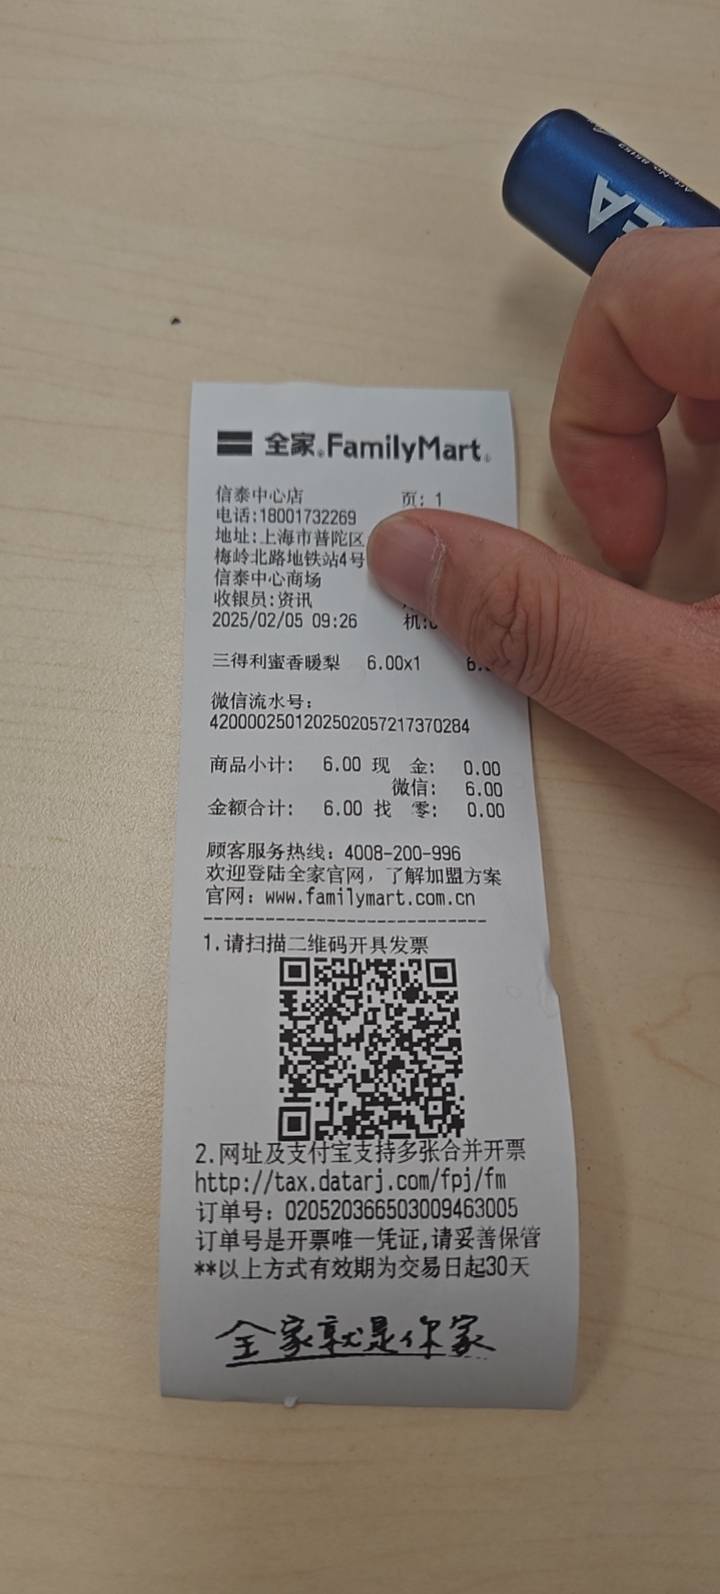 全家 FamilyMart
信泰中心店 页: 1
电话:18001732269
地址:上海市普陀区
梅岭北路地铁站4号
信泰中心商场
收银员:资讯
2025/02/05 09:26 机:
三得利蜜香暖梨 6.00x1
微信流水号:
4200002501202502057217370284
商品小计: 6.00 现 金: 0.00
微信: 6.00
金额合计: 6.00 找 零: 0.00
顾客服务热线: 4008-200-996
欢迎登陆全家官网, 了解加盟方案
官网: www.familymart.com.cn
1.请扫描二维码开具发票
2.网址及支付宝支持多张合并开票
http://tax.datarj.com/fpj/fm
订单号: 020520366503009463005
订单号是开票唯一凭证,请妥善保管
**以上方式有效期为交易日起30天
全家就是你家